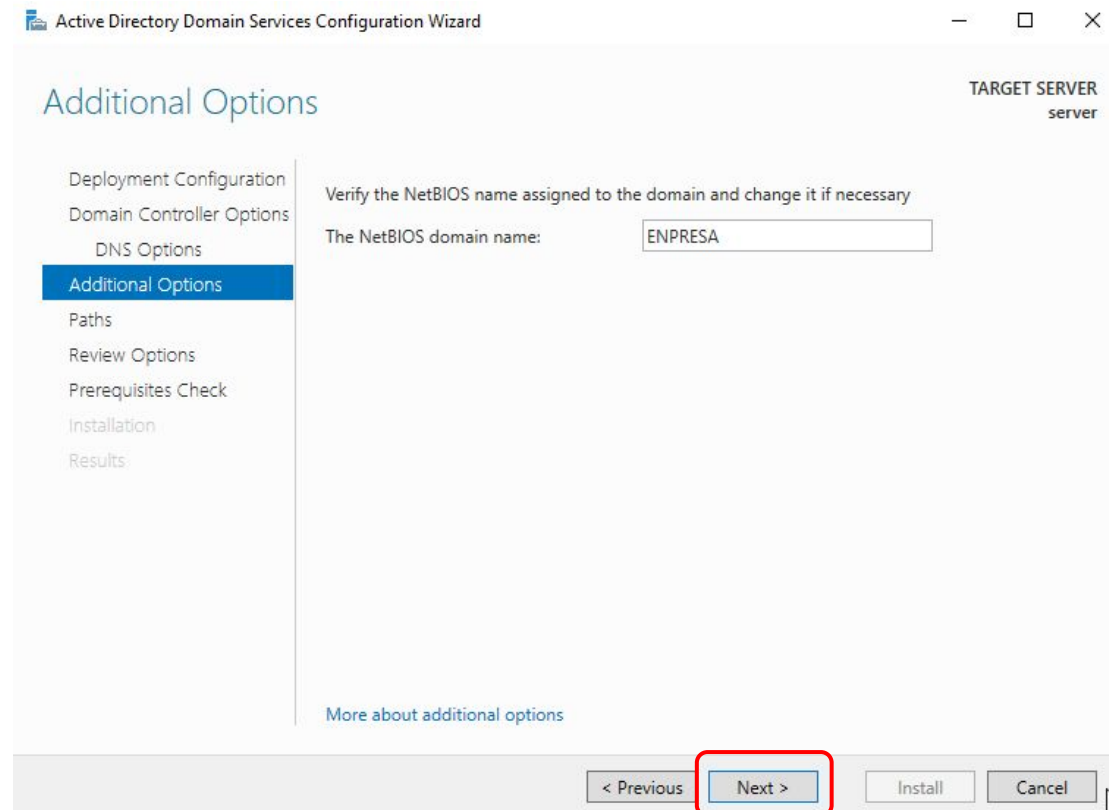 Active Directory Domain Services Configuration Wizard
Additional Options
TARGET SERVER
server
Deployment Configuration
Domain Controller Options
DNS Options
Additional Options
Paths
Review Options
Prerequisites Check
Installation
Results
Verify the NetBIOS name assigned to the domain and change it if necessary
The NetBIOS domain name: ENPRESA
More about additional options
< Previous Next > Install Cancel